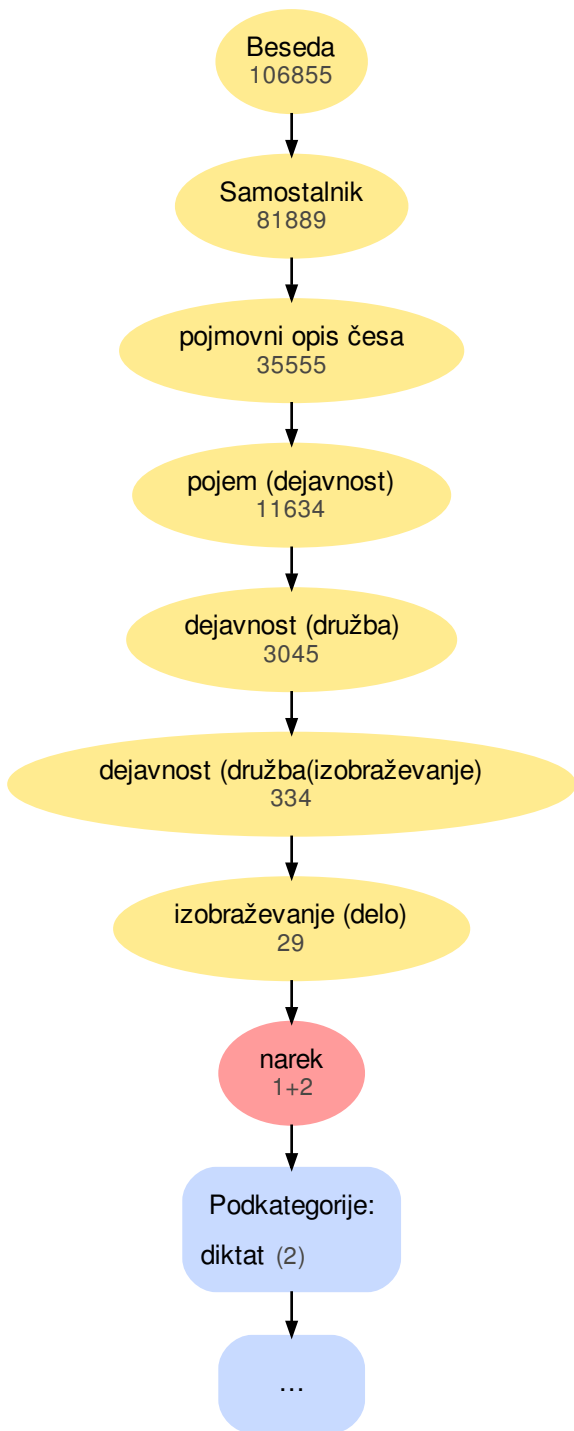 Beseda
106855
Samostalnik
81889
pojmovni opis česa
35555
pojem (dejavnost)
11634
dejavnost (družba)
3045
dejavnost (družba(izobraževanje)
334
izobraževanje (delo)
29
narek
1+2
Podkategorije:
diktat (2)
...